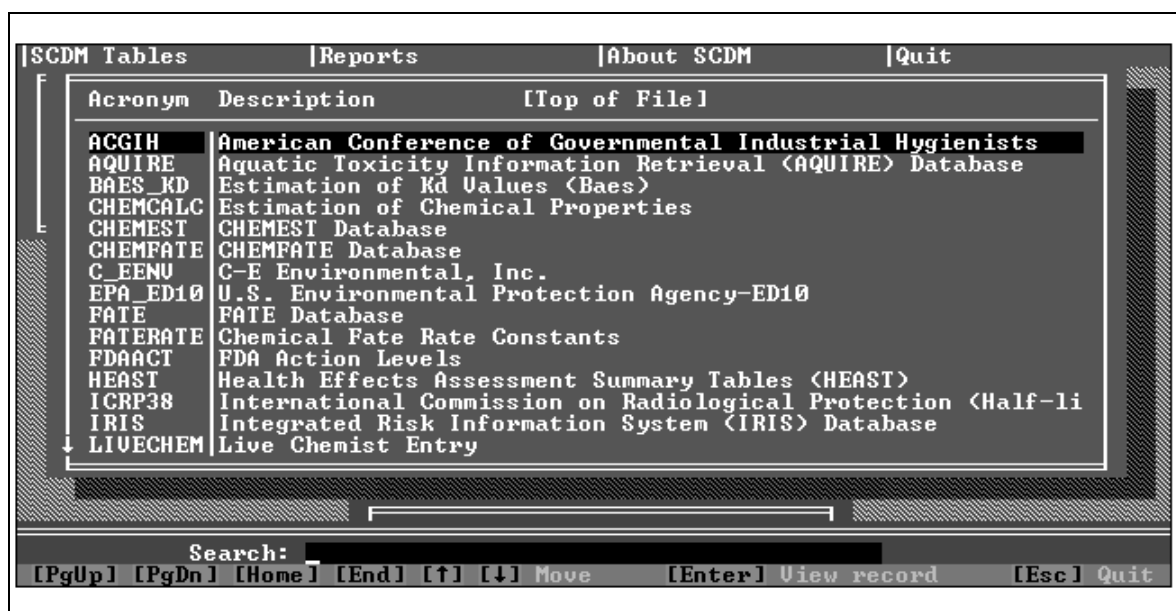 |SCDM Tables |Reports |About SCDM |Quit
Acronym Description [Top of File]
ACGIH |American Conference of Governmental Industrial Hygienists
AQUIRE |Aquatic Toxicity Information Retrieval (AQUIRE) Database
BAES_KD |Estimation of Kd Values (Baes)
CHEMCALC|Estimation of Chemical Properties
CHEMEST |CHEMEST Database
CHEMFATE|CHEMFATE Database
C_EENV |C-E Environmental, Inc.
EPA_ED10|U.S. Environmental Protection Agency-ED10
FATE |FATE Database
FATERATE|Chemical Fate Rate Constants
FDAACT |FDA Action Levels
HEAST |Health Effects Assessment Summary Tables (HEAST)
ICRP38 |International Commission on Radiological Protection (Half-li
IRIS |Integrated Risk Information System (IRIS) Database
↓ LIVECHEM|Live Chemist Entry
Search: _
[PgUp] [PgDn] [Home] [End] [↑] [↓] Move [Enter] View record [Esc] Quit